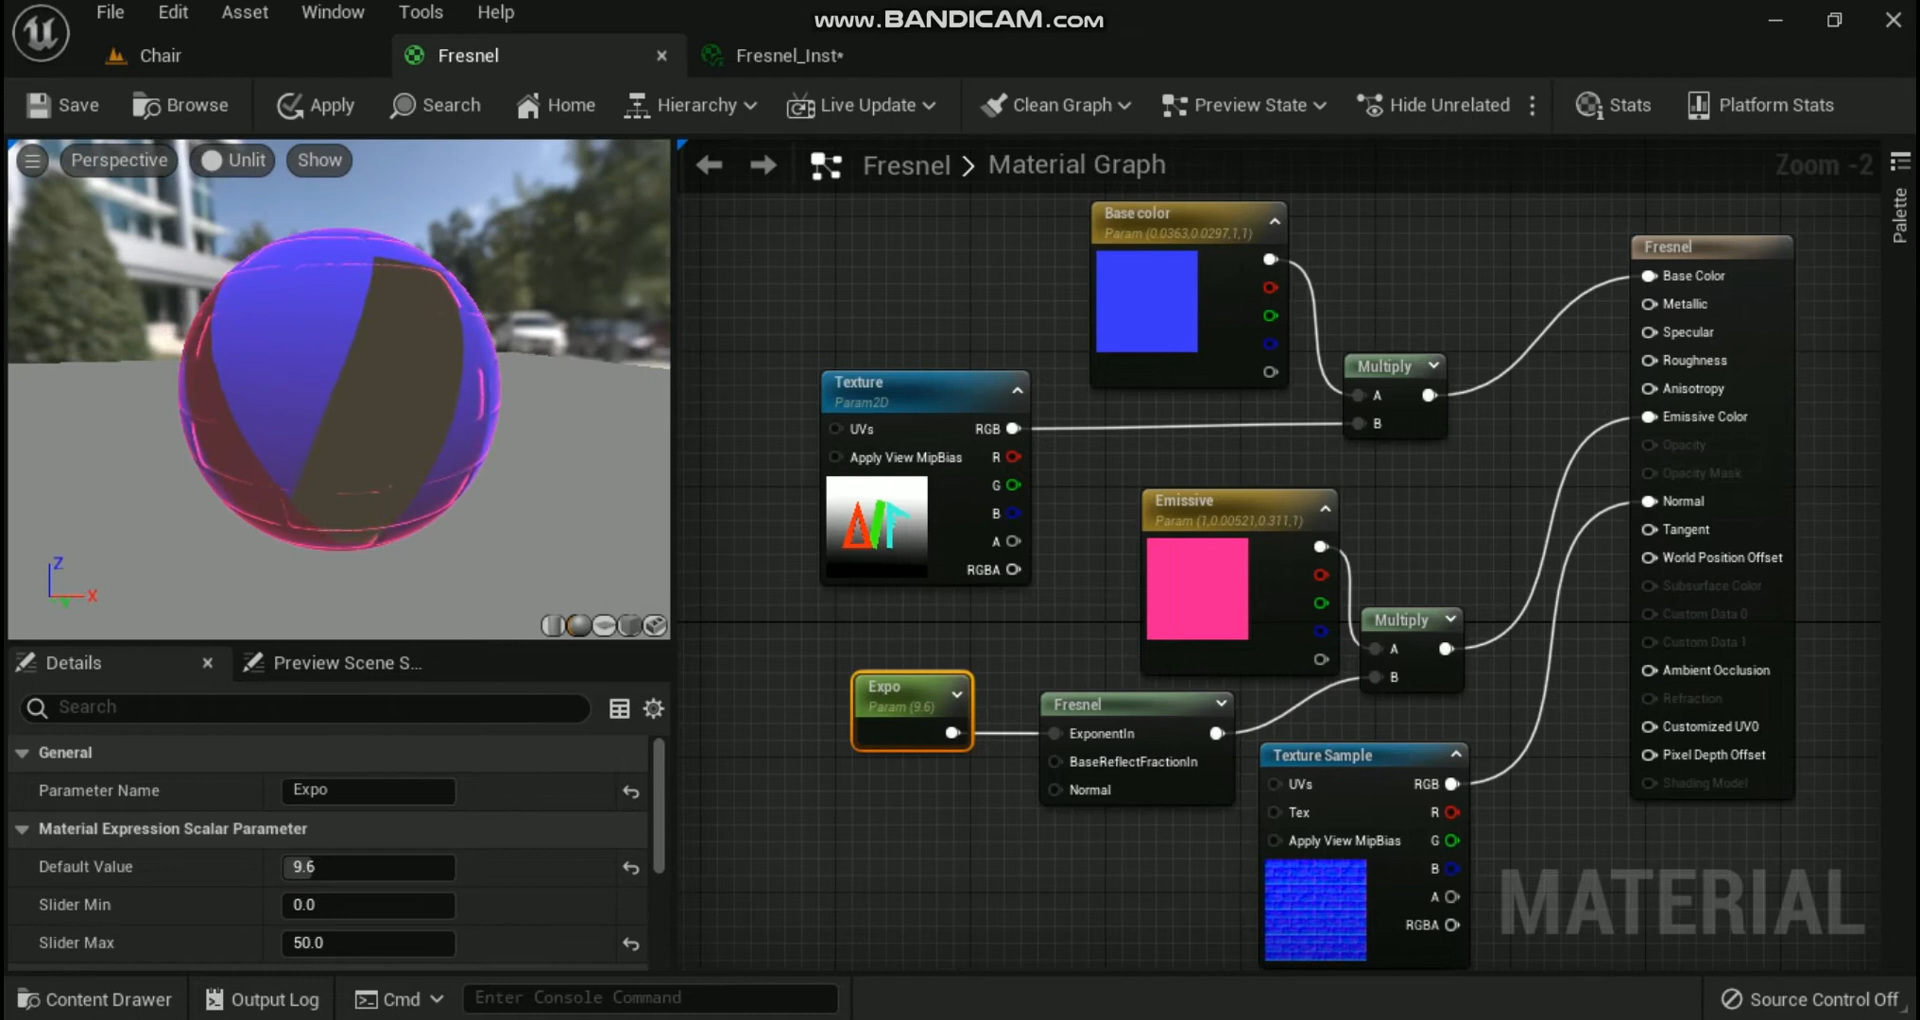 File Edit Asset Window Tools Help
www.BANDICAM.com
Chair
Fresnel
Fresnel_Inst*
Save Browse Apply Search Home Hierarchy Live Update Clean Graph Preview State Hide Unrelated Stats Platform Stats
Perspective Unlit Show
Fresnel > Material Graph
Zoom -2
Palette
Base color
Param (0.0363,0.0297,1,1)
Multiply
A
B
Texture
Param2D
UVs RGB
Apply View MipBias R
G
B
A
RGBA
Emissive
Param (1,0.00521,0.311,1)
Multiply
A
B
Expo
Param (9.6)
Fresnel
ExponentIn
BaseReflectFractionIn
Normal
Texture Sample
UVs RGB
Tex R
Apply View MipBias G
B
A
RGBA
Fresnel
Base Color
Metallic
Specular
Roughness
Anisotropy
Emissive Color
Opacity
Opacity Mask
Normal
Tangent
World Position Offset
Subsurface Color
Custom Data 0
Custom Data 1
Ambient Occlusion
Refraction
Customized UV0
Pixel Depth Offset
Shading Model
MATERIAL
Z
X
Details
Preview Scene S...
Search
General
Parameter Name Expo
Material Expression Scalar Parameter
Default Value 9.6
Slider Min 0.0
Slider Max 50.0
Content Drawer Output Log Cmd Enter Console Command Source Control Off